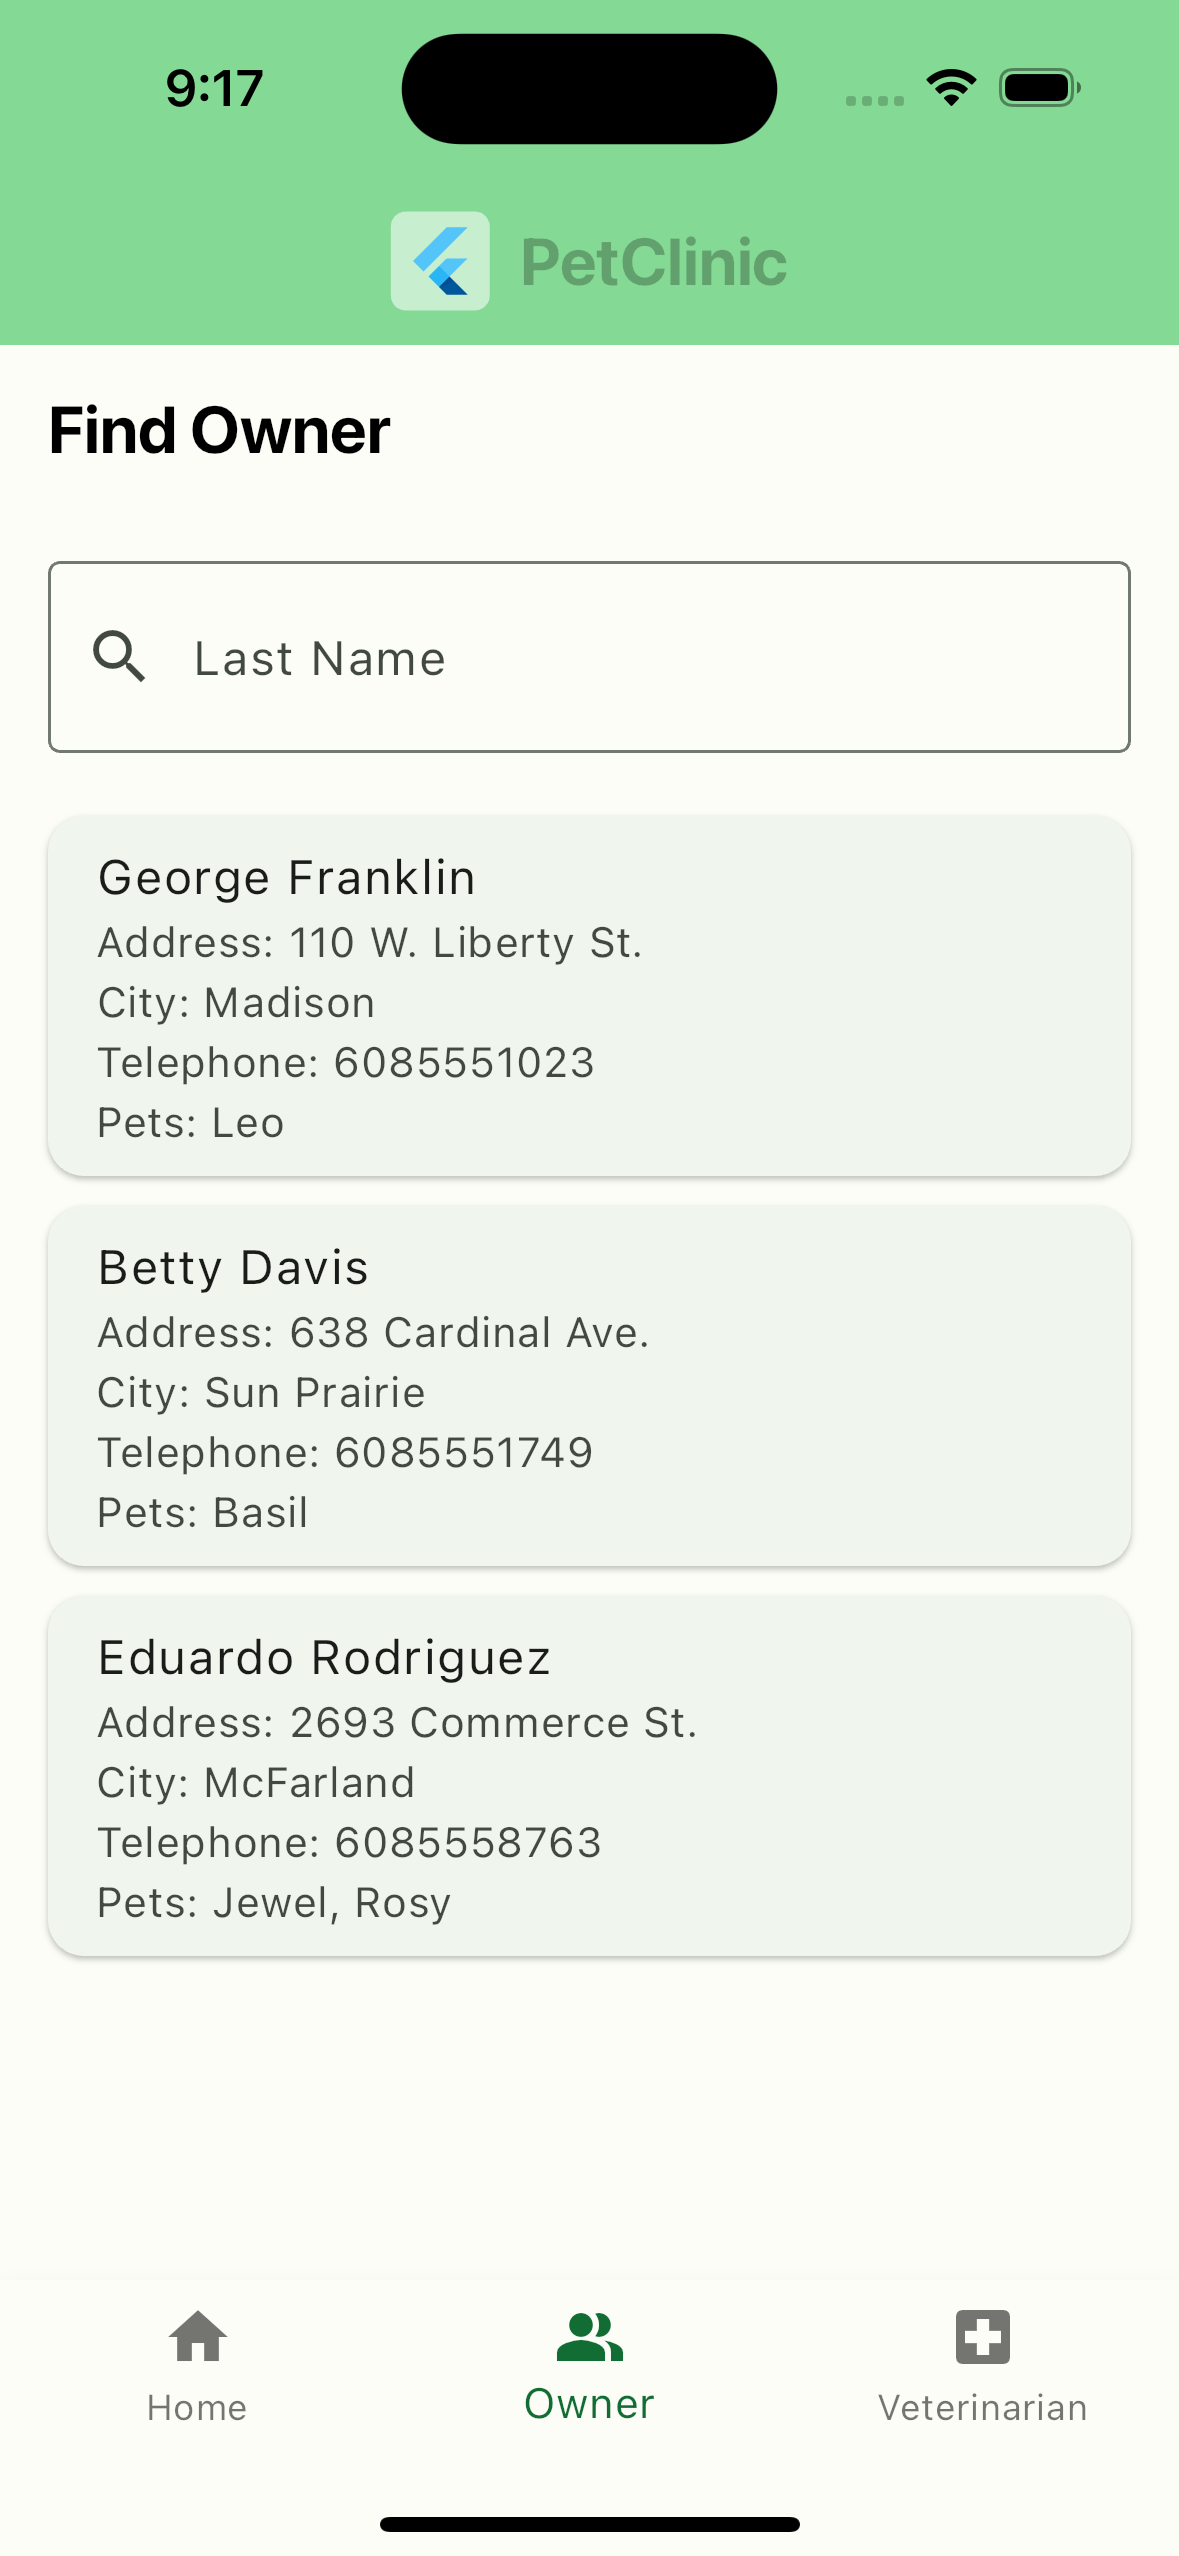 9:17
PetClinic
Find Owner
Last Name
George Franklin
Address: 110 W. Liberty St.
City: Madison
Telephone: 6085551023
Pets: Leo
Betty Davis
Address: 638 Cardinal Ave.
City: Sun Prairie
Telephone: 6085551749
Pets: Basil
Eduardo Rodriguez
Address: 2693 Commerce St.
City: McFarland
Telephone: 6085558763
Pets: Jewel, Rosy
Home
Owner
Veterinarian